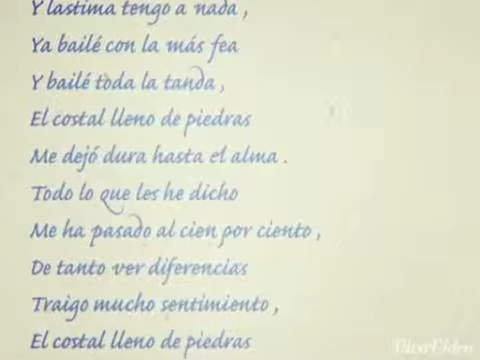 Y lastima tengo a nada ,
Ya bailé con la más fea
Y bailé toda la tanda ,
El costal lleno de piedras
Me dejó dura hasta el alma .
Todo lo que les he dicho
Me ha pasado al cien por ciento ,
De tanto ver diferencias
Traigo mucho sentimiento ,
El costal lleno de piedras